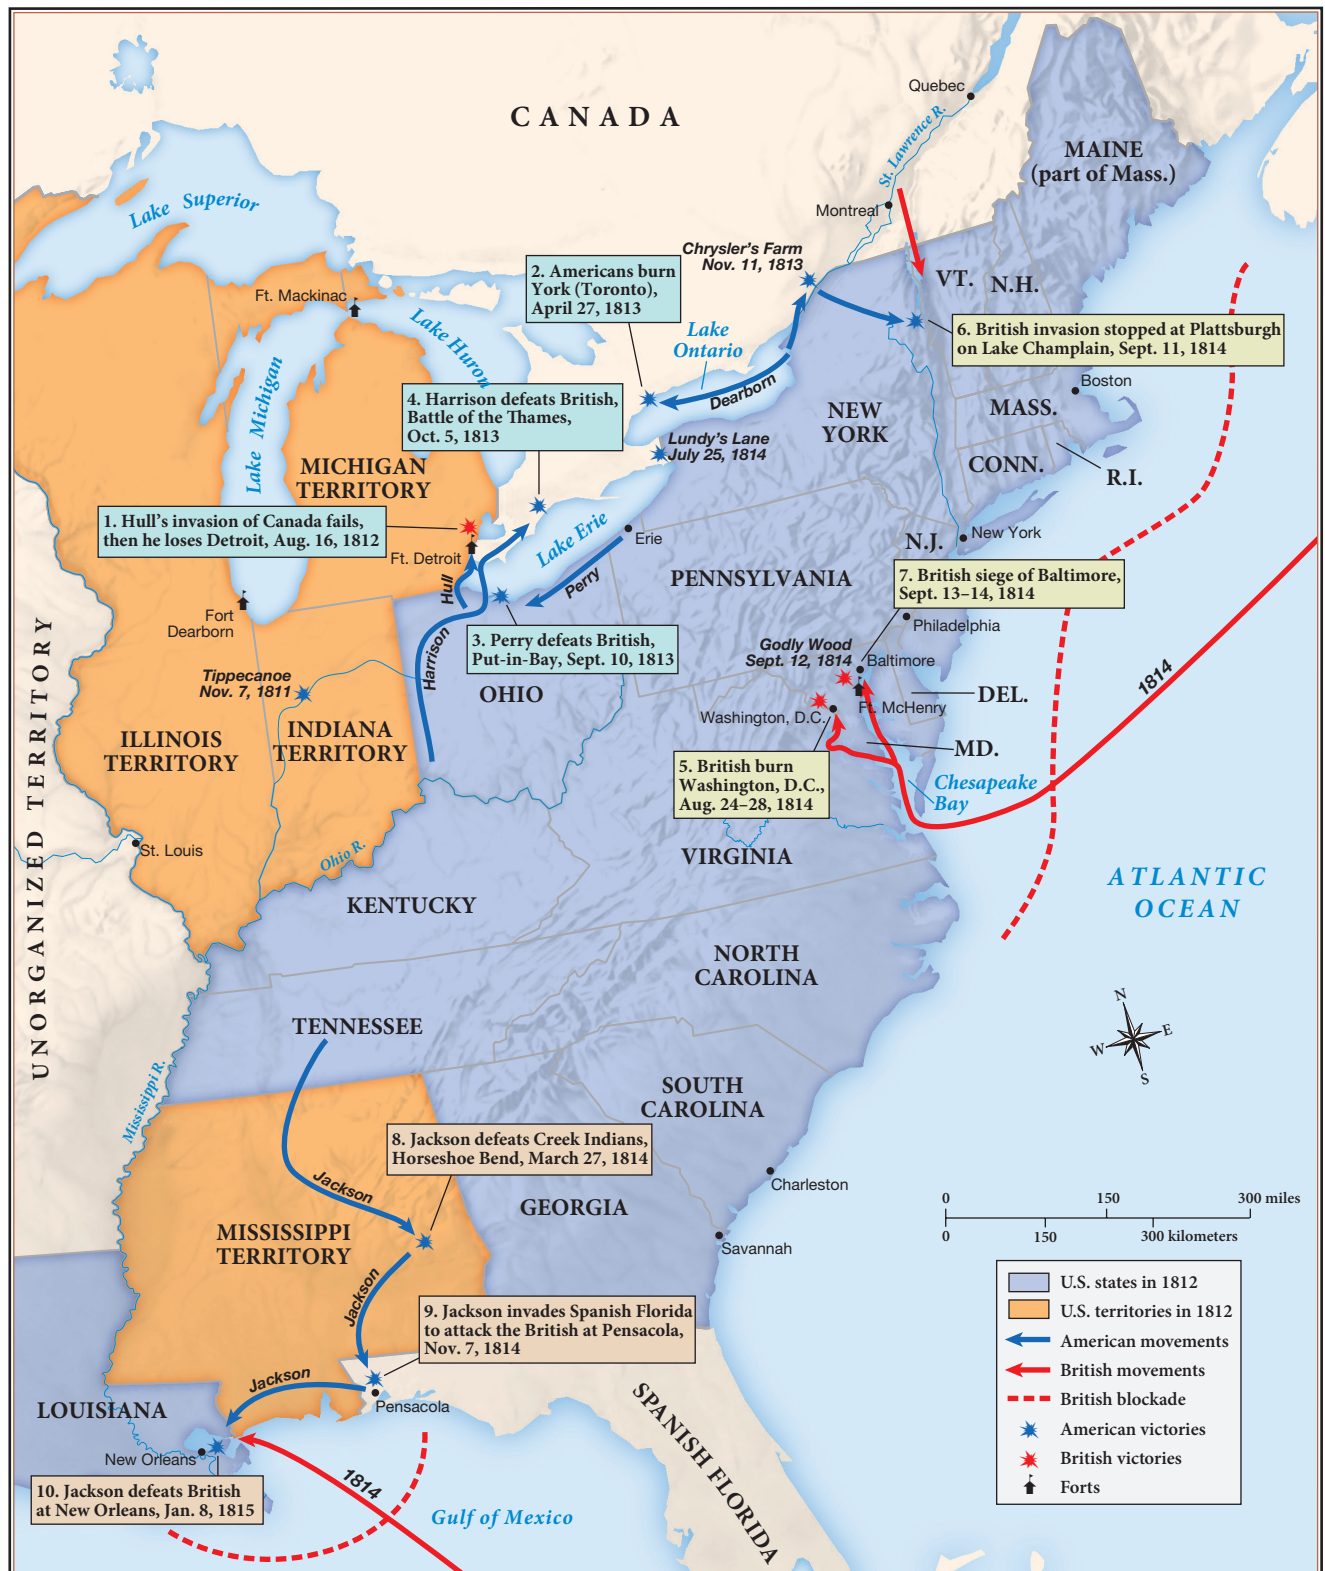 CANADA
Quebec
St. Lawrence R.
MAINE
(part of Mass.)
Lake Superior
Montreal
Chrysler's Farm
Nov. 11, 1813
VT.
N.H.
2. Americans burn
York (Toronto),
April 27, 1813
Ft. Mackinac
Lake Huron
Lake
Ontario
6. British invasion stopped at Plattsburgh
on Lake Champlain, Sept. 11, 1814
Lake Michigan
Dearborn
Boston
4. Harrison defeats British,
Battle of the Thames,
Oct. 5, 1813
NEW
YORK
MASS.
Lundy's Lane
July 25, 1814
CONN.
R.I.
MICHIGAN
TERRITORY
1. Hull's invasion of Canada fails,
then he loses Detroit, Aug. 16, 1812
Lake Erie
Erie
New York
N.J.
Ft. Detroit
Hull
Perry
PENNSYLVANIA
7. British siege of Baltimore,
Sept. 13–14, 1814
Fort
Dearborn
Philadelphia
3. Perry defeats British,
Put-in-Bay, Sept. 10, 1813
Harrison
Godly Wood
Sept. 12, 1814
Baltimore
UNORGANIZED TERRITORY
Tippecanoe
Nov. 7, 1811
OHIO
1814
DEL.
Ft. McHenry
Washington, D.C.
ILLINOIS
TERRITORY
INDIANA
TERRITORY
MD.
5. British burn
Washington, D.C.,
Aug. 24–28, 1814
Chesapeake
Bay
St. Louis
Ohio R.
VIRGINIA
ATLANTIC
OCEAN
KENTUCKY
NORTH
CAROLINA
N
W
E
S
TENNESSEE
Mississippi R.
SOUTH
CAROLINA
8. Jackson defeats Creek Indians,
Horseshoe Bend, March 27, 1814
Jackson
Charleston
GEORGIA
0
150
300 miles
0
150
300 kilometers
MISSISSIPPI
TERRITORY
Savannah
Jackson
9. Jackson invades Spanish Florida
to attack the British at Pensacola,
Nov. 7, 1814
U.S. states in 1812
U.S. territories in 1812
American movements
British movements
British blockade
American victories
British victories
Forts
Jackson
Pensacola
LOUISIANA
SPANISH FLORIDA
New Orleans
1814
10. Jackson defeats British
at New Orleans, Jan. 8, 1815
Gulf of Mexico